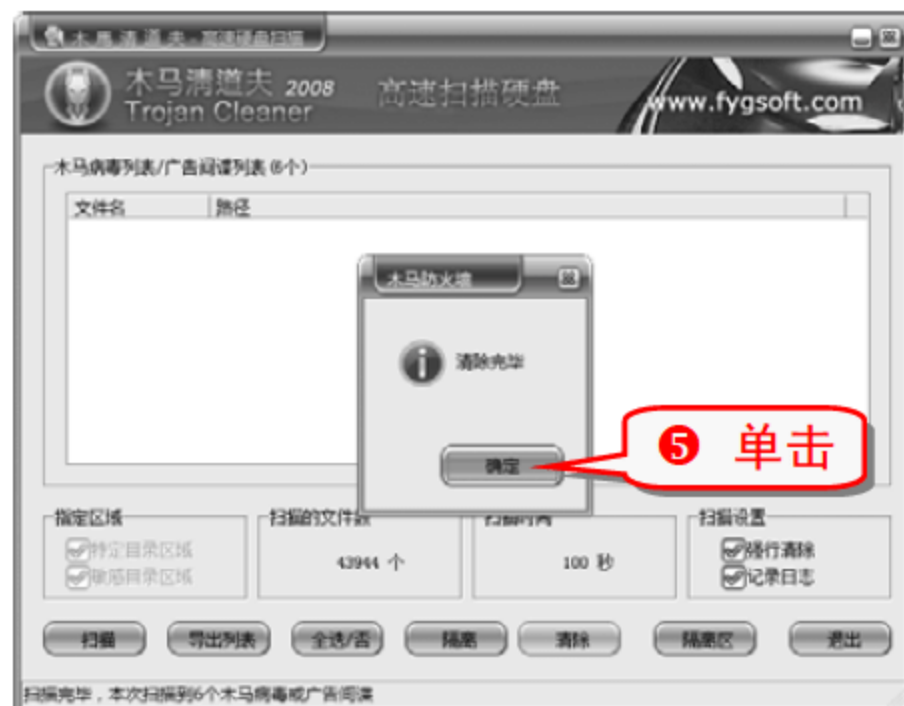 木马清道夫-高速硬盘扫描
木马清道夫 2008 高速扫描硬盘
Trojan Cleaner
www.fygsoft.com
木马病毒列表/广告间谍列表(6个)
文件名 路径
木马防火墙
清除完毕
确定
❺ 单击
指定区域 扫描的文件数 扫描时间 扫描设置
特定目录区域
敏感目录区域
43944 个 100 秒
强行清除
记录日志
扫描 导出列表 全选/否 隔离 清除 隔离区 退出
扫描完毕，本次扫描到6个木马病毒或广告间谍